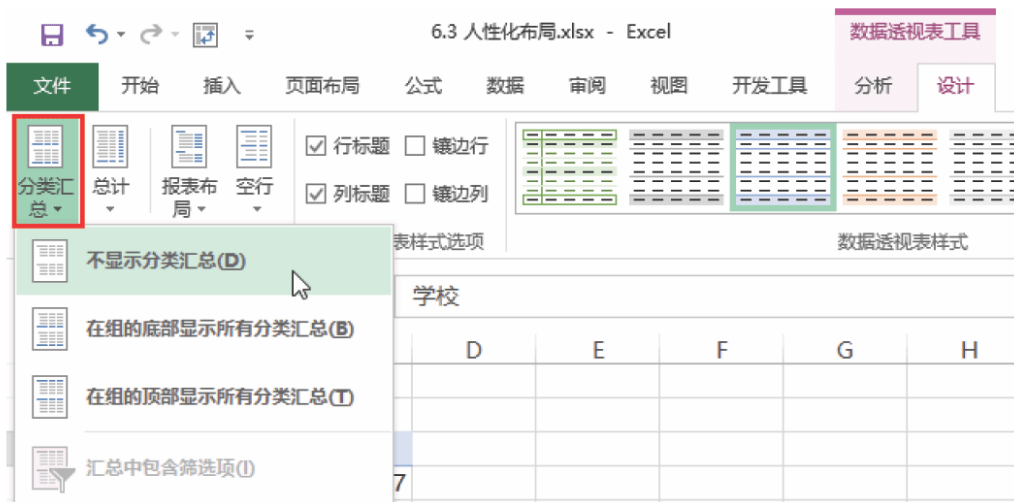 6.3 人性化布局.xlsx - Excel
数据透视表工具
文件 开始 插入 页面布局 公式 数据 审阅 视图 开发工具 分析 设计
分类汇
总
总计
报表布
局
空行
行标题 镶边行
列标题 镶边列
表样式选项
数据透视表样式
不显示分类汇总(D)
在组的底部显示所有分类汇总(B)
在组的顶部显示所有分类汇总(T)
汇总中包含筛选项(I)
学校
D E F G H
7